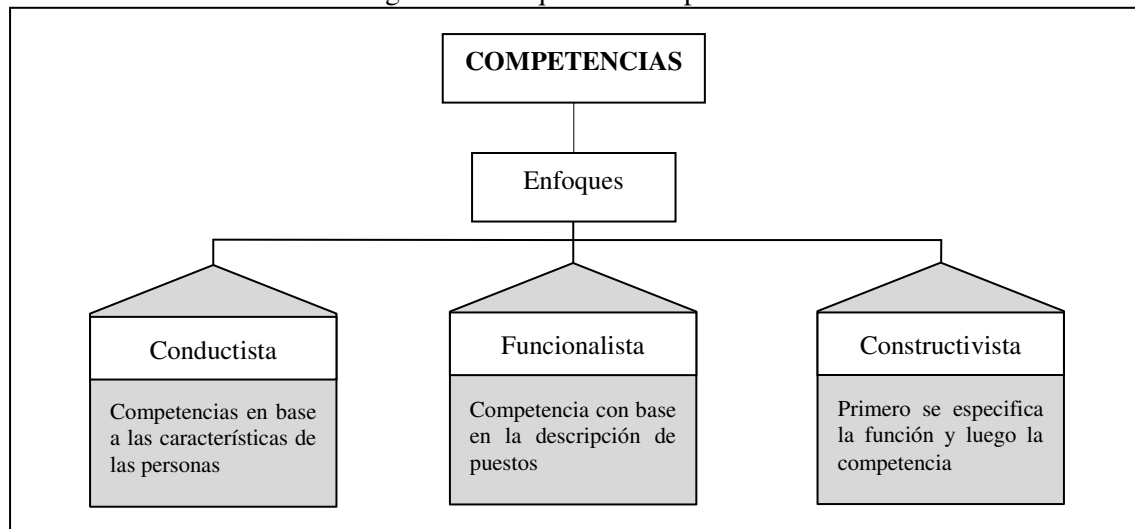 COMPETENCIAS
Enfoques
Conductista
Competencias en base
a las características de
las personas
Funcionalista
Competencia con base
en la descripción de
puestos
Constructivista
Primero se especifica
la función y luego la
competencia